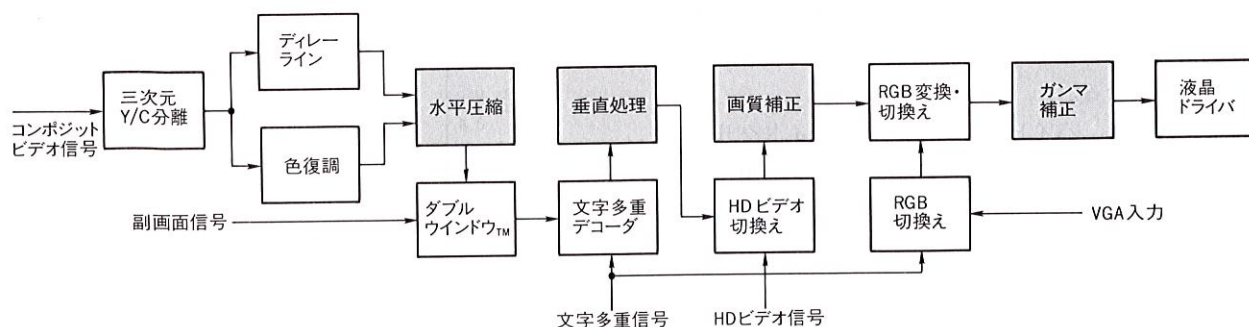 ディレー
ライン
三次元
Y/C分離
コンポジット
ビデオ信号
色復調
水平圧縮
垂直処理
画質補正
RGB変換・
切換え
ガンマ
補正
液晶
ドライバ
副画面信号
ダブル
ウインドウTM
文字多重
デコーダ
HDビデオ
切換え
RGB
切換え
VGA入力
文字多重信号
HDビデオ信号